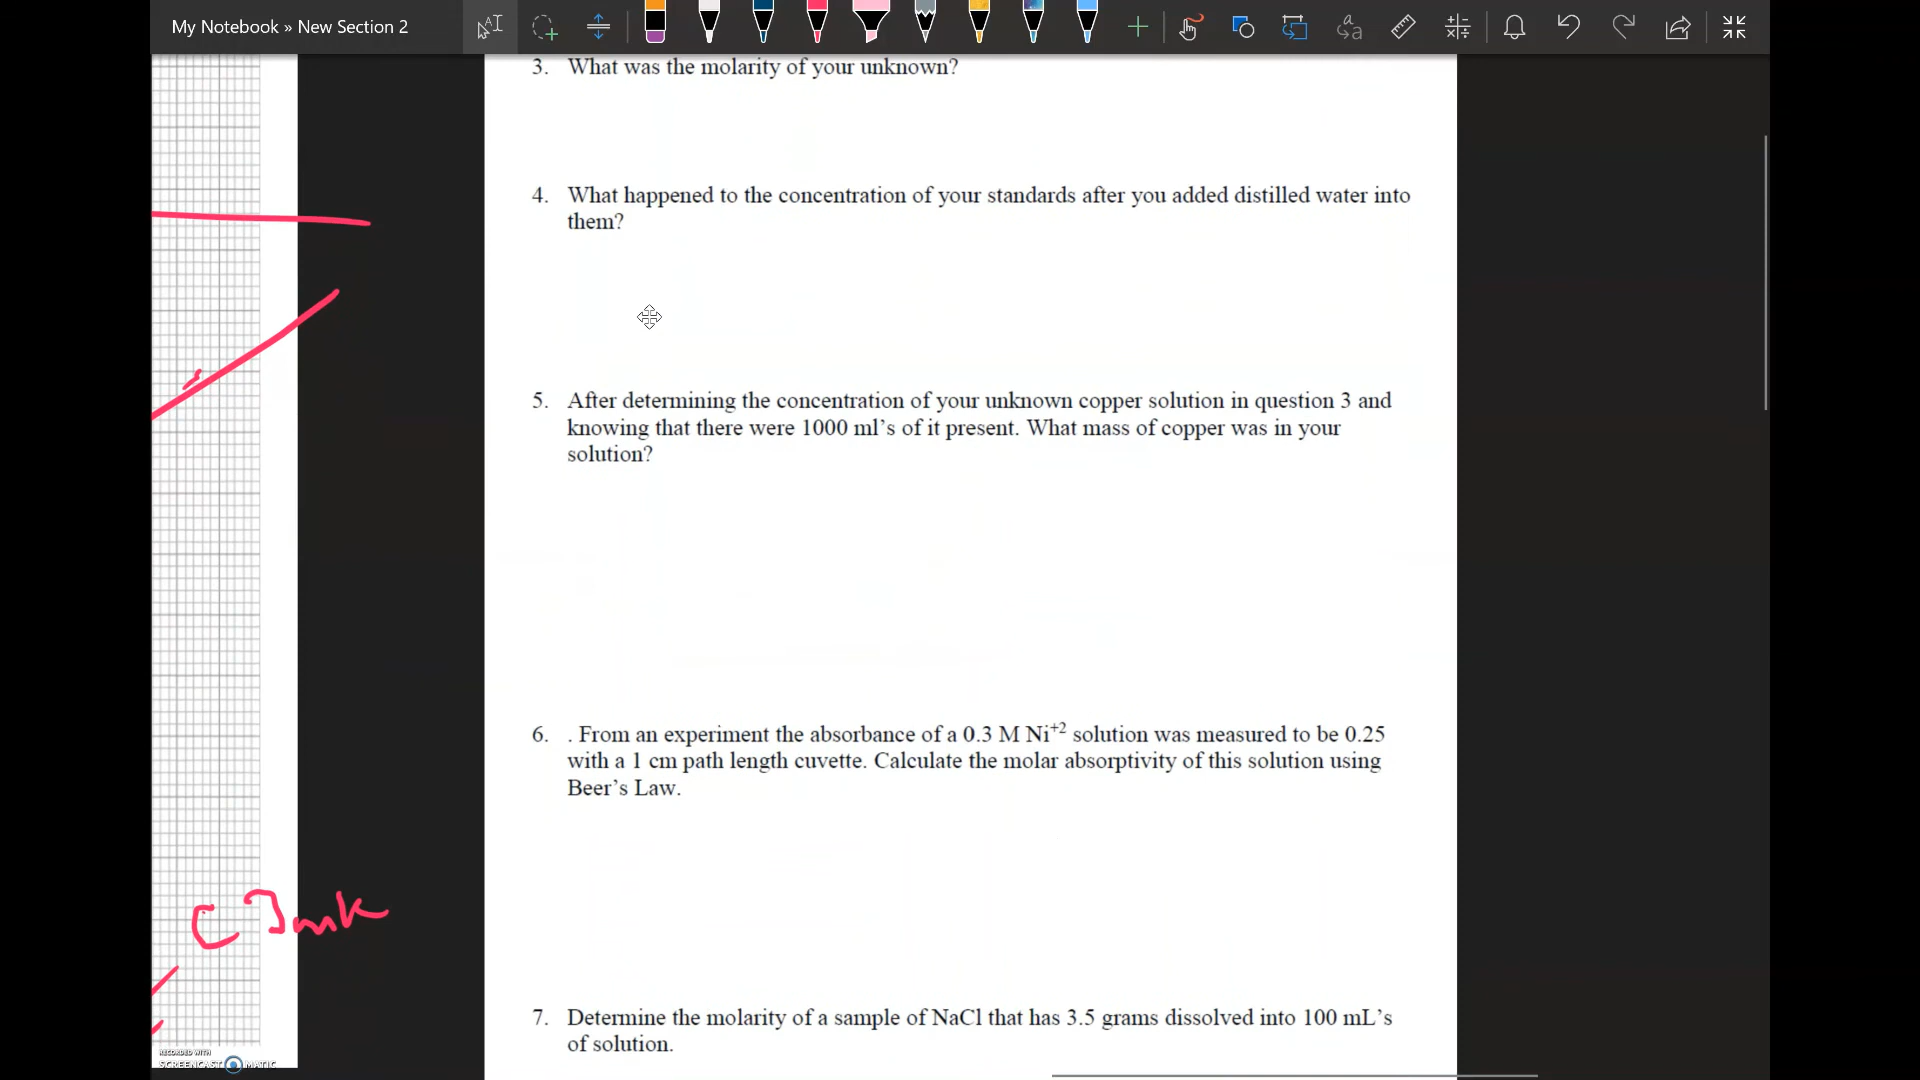 My Notebook » New Section 2
3. What was the molarity of your unknown?
4. What happened to the concentration of your standards after you added distilled water into
them?
5. After determining the concentration of your unknown copper solution in question 3 and
knowing that there were 1000 ml's of it present. What mass of copper was in your
solution?
6. . From an experiment the absorbance of a 0.3 M Ni⁺² solution was measured to be 0.25
with a 1 cm path length cuvette. Calculate the molar absorptivity of this solution using
Beer's Law.
[ ]unk
7. Determine the molarity of a sample of NaCl that has 3.5 grams dissolved into 100 mL's
of solution.
RECORDED WITH
SCREENCAST MATIC